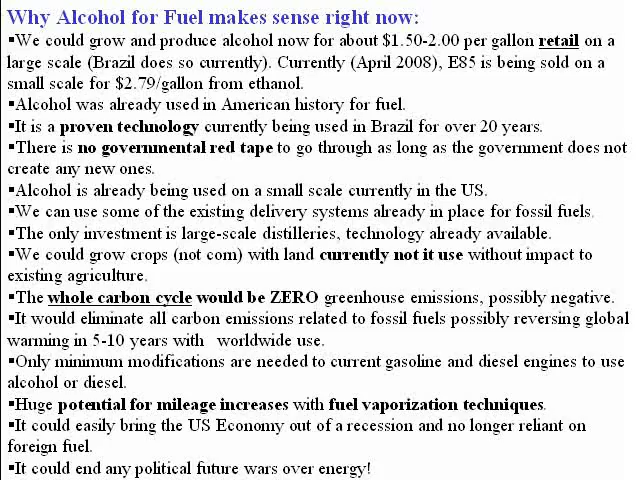 Why Alcohol for Fuel makes sense right now:
▪We could grow and produce alcohol now for about $1.50-2.00 per gallon retail on a
large scale (Brazil does so currently). Currently (April 2008), E85 is being sold on a
small scale for $2.79/gallon from ethanol.
▪Alcohol was already used in American history for fuel.
▪It is a proven technology currently being used in Brazil for over 20 years.
▪There is no governmental red tape to go through as long as the government does not
create any new ones.
▪Alcohol is already being used on a small scale currently in the US.
▪We can use some of the existing delivery systems already in place for fossil fuels.
▪The only investment is large-scale distilleries, technology already available.
▪We could grow crops (not corn) with land currently not it use without impact to
existing agriculture.
▪The whole carbon cycle would be ZERO greenhouse emissions, possibly negative.
▪It would eliminate all carbon emissions related to fossil fuels possibly reversing global
warming in 5-10 years with worldwide use.
▪Only minimum modifications are needed to current gasoline and diesel engines to use
alcohol or diesel.
▪Huge potential for mileage increases with fuel vaporization techniques.
▪It could easily bring the US Economy out of a recession and no longer reliant on
foreign fuel.
▪It could end any political future wars over energy!